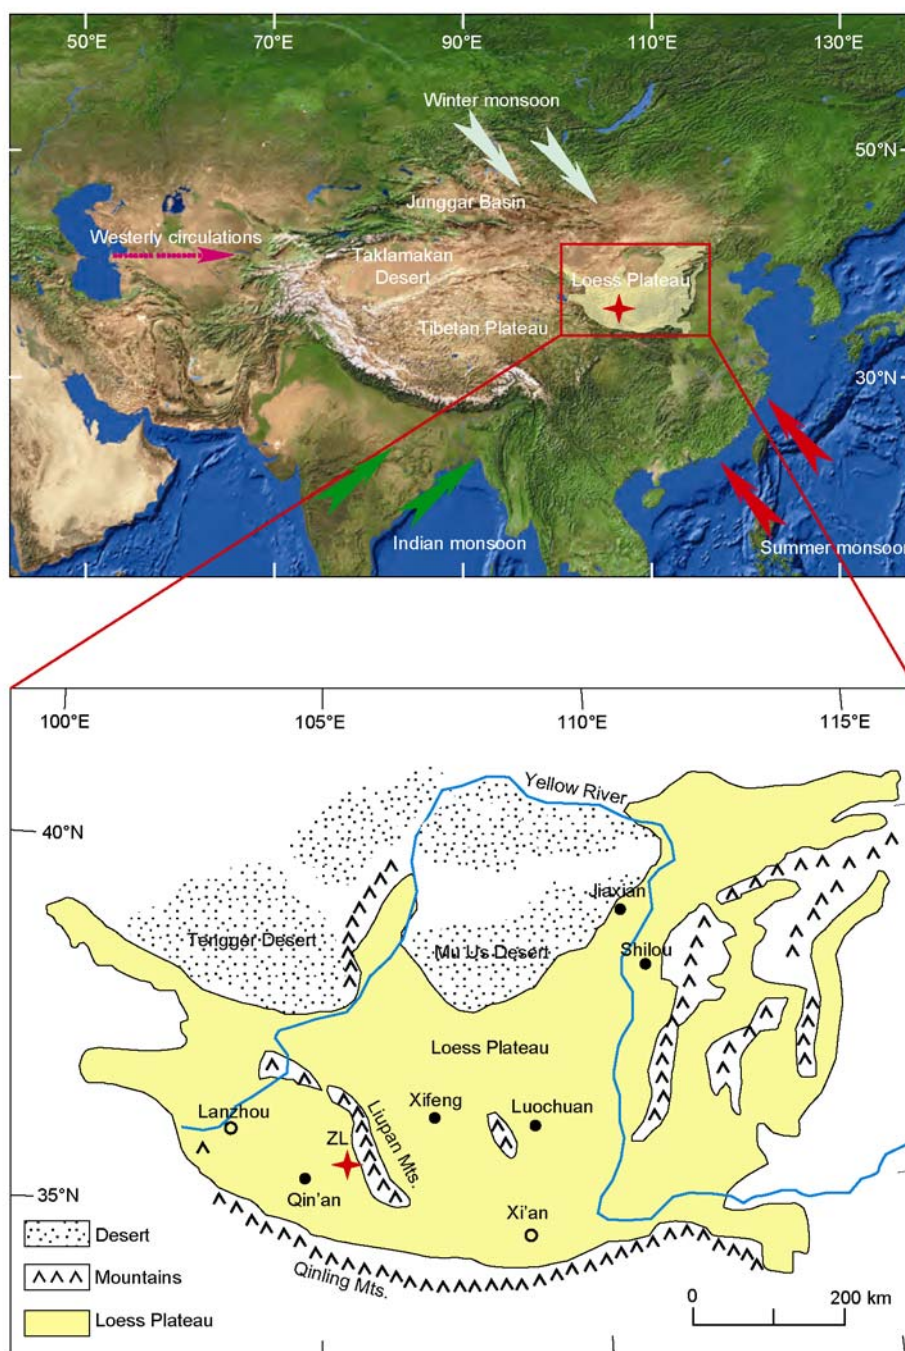 50°E 70°E 90°E 110°E 130°E
Winter monsoon
50°N
Junggar Basin
Westerly circulations
Taklamakan
Desert
Loess Plateau
Tibetan Plateau
30°N
Indian monsoon
Summer monsoon
100°E 105°E 110°E 115°E
Yellow River
40°N
Jiaxian
Tengger Desert
Mu Us Desert
Shilou
Loess Plateau
Xifeng
Lanzhou
Luochuan
Liupan Mts.
ZL
35°N
Qin'an
Xi'an
Desert
Mountains
Qinling Mts.
0 200 km
Loess Plateau